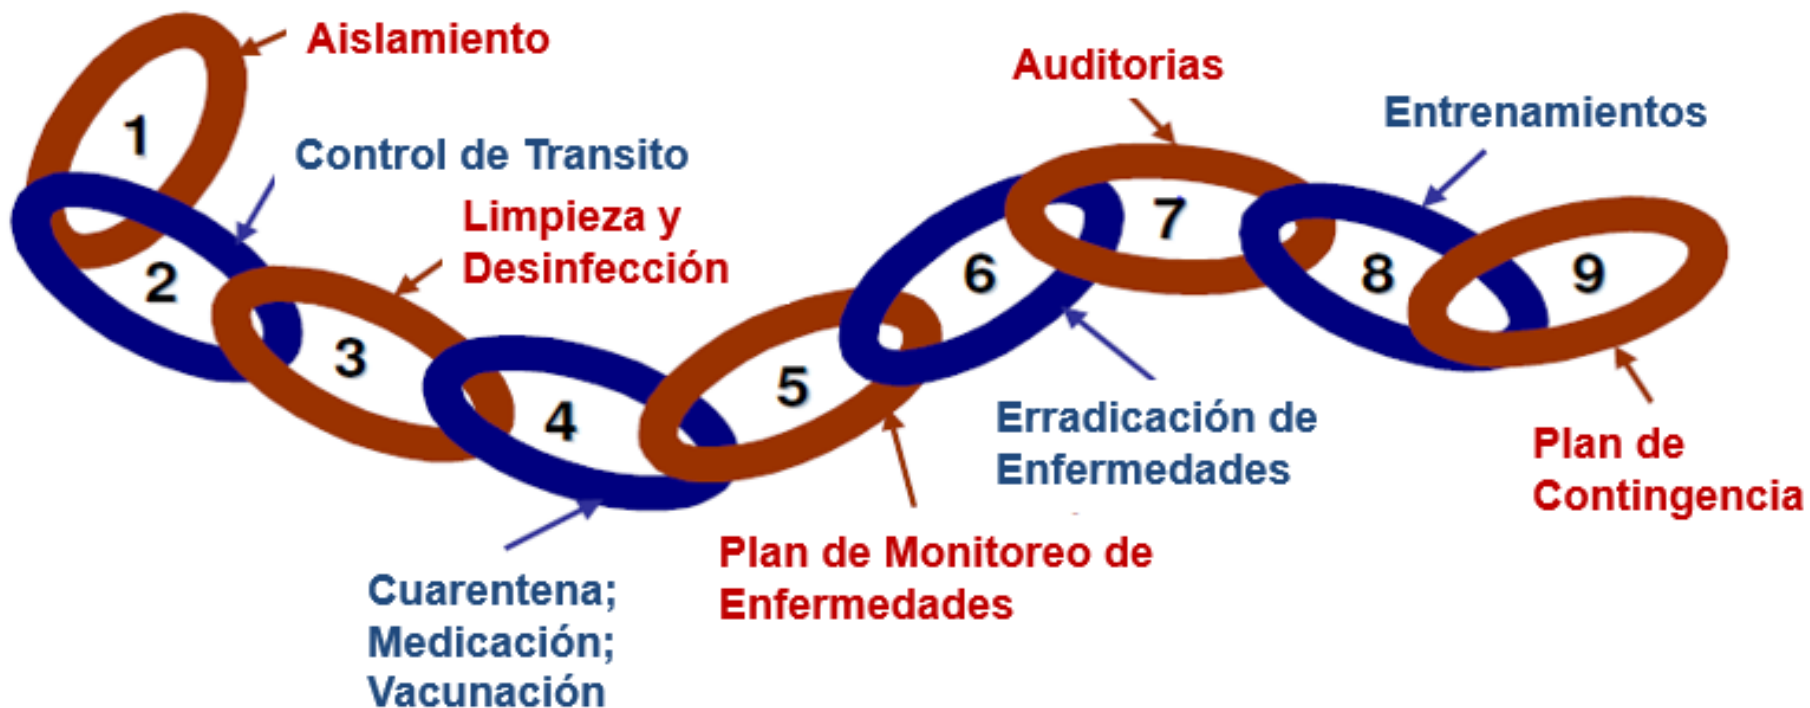 1
Aislamiento
2
Control de Transito
3
Limpieza y
Desinfección
4
Cuarentena;
Medicación;
Vacunación
5
Plan de Monitoreo de
Enfermedades
6
Erradicación de
Enfermedades
7
Auditorias
8
Entrenamientos
9
Plan de
Contingencia